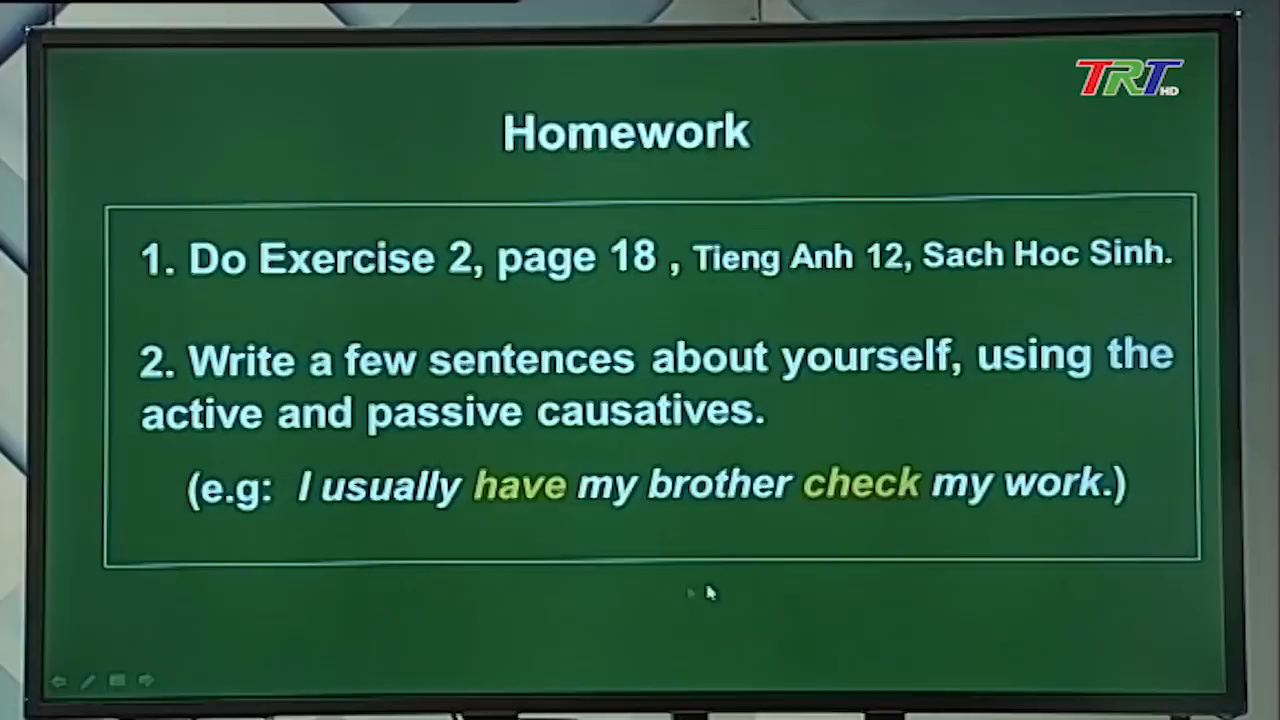 TRT HD
Homework
1. Do Exercise 2, page 18 , Tieng Anh 12, Sach Hoc Sinh.
2. Write a few sentences about yourself, using the
active and passive causatives.
(e.g: I usually have my brother check my work.)